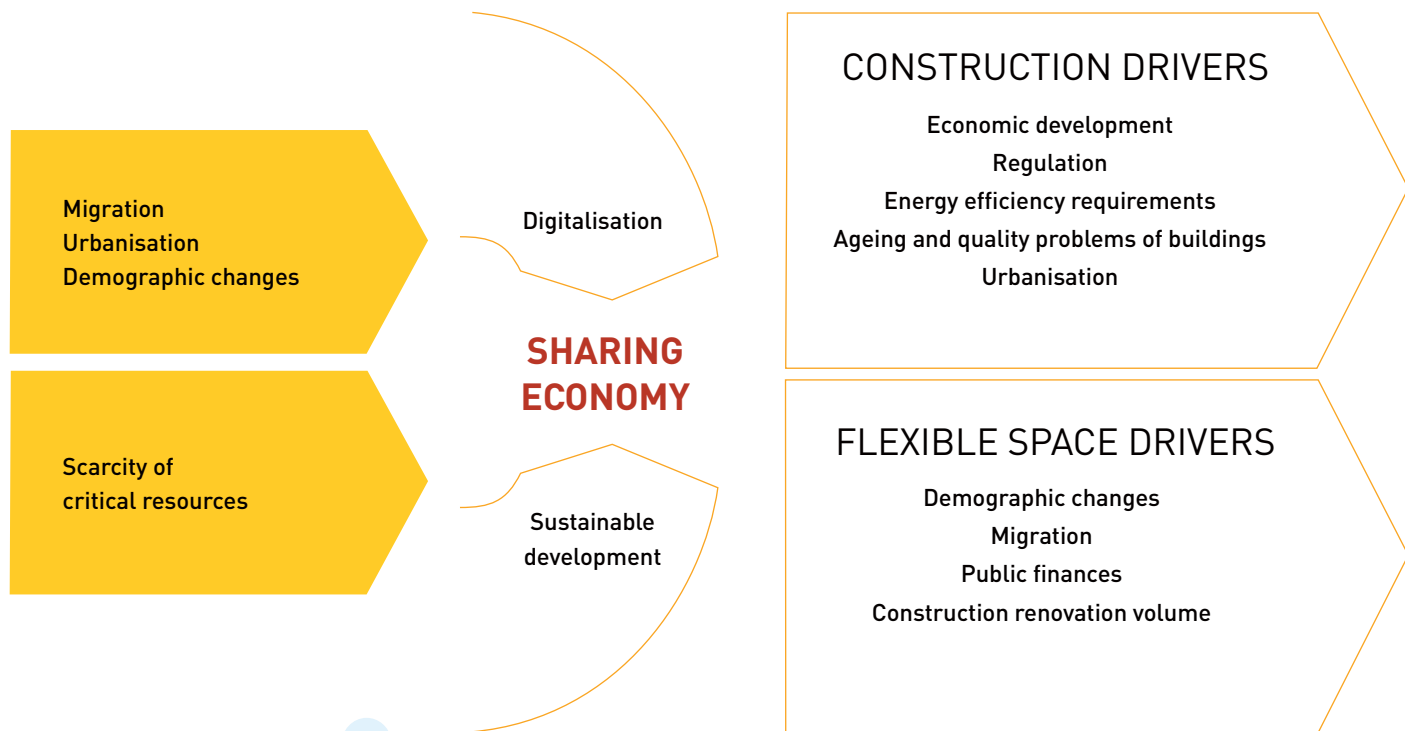 Migration
Urbanisation
Demographic changes
Scarcity of
critical resources
Digitalisation
SHARING
ECONOMY
Sustainable
development
CONSTRUCTION DRIVERS
Economic development
Regulation
Energy efficiency requirements
Ageing and quality problems of buildings
Urbanisation
FLEXIBLE SPACE DRIVERS
Demographic changes
Migration
Public finances
Construction renovation volume